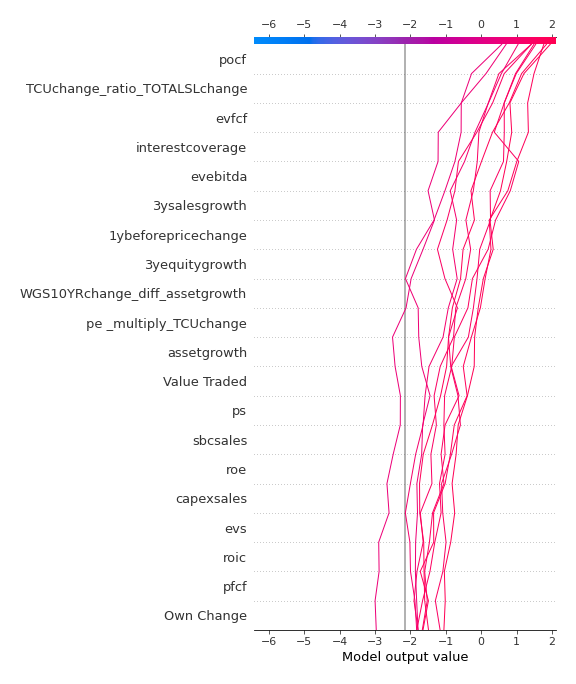 −6 −5 −4 −3 −2 −1 0 1 2
pocf
TCUchange_ratio_TOTALSLchange
evfcf
interestcoverage
evebitda
3ysalesgrowth
1ybeforepricechange
3yequitygrowth
WGS10YRchange_diff_assetgrowth
pe _multiply_TCUchange
assetgrowth
Value Traded
ps
sbcsales
roe
capexsales
evs
roic
pfcf
Own Change
−6 −5 −4 −3 −2 −1 0 1 2
Model output value